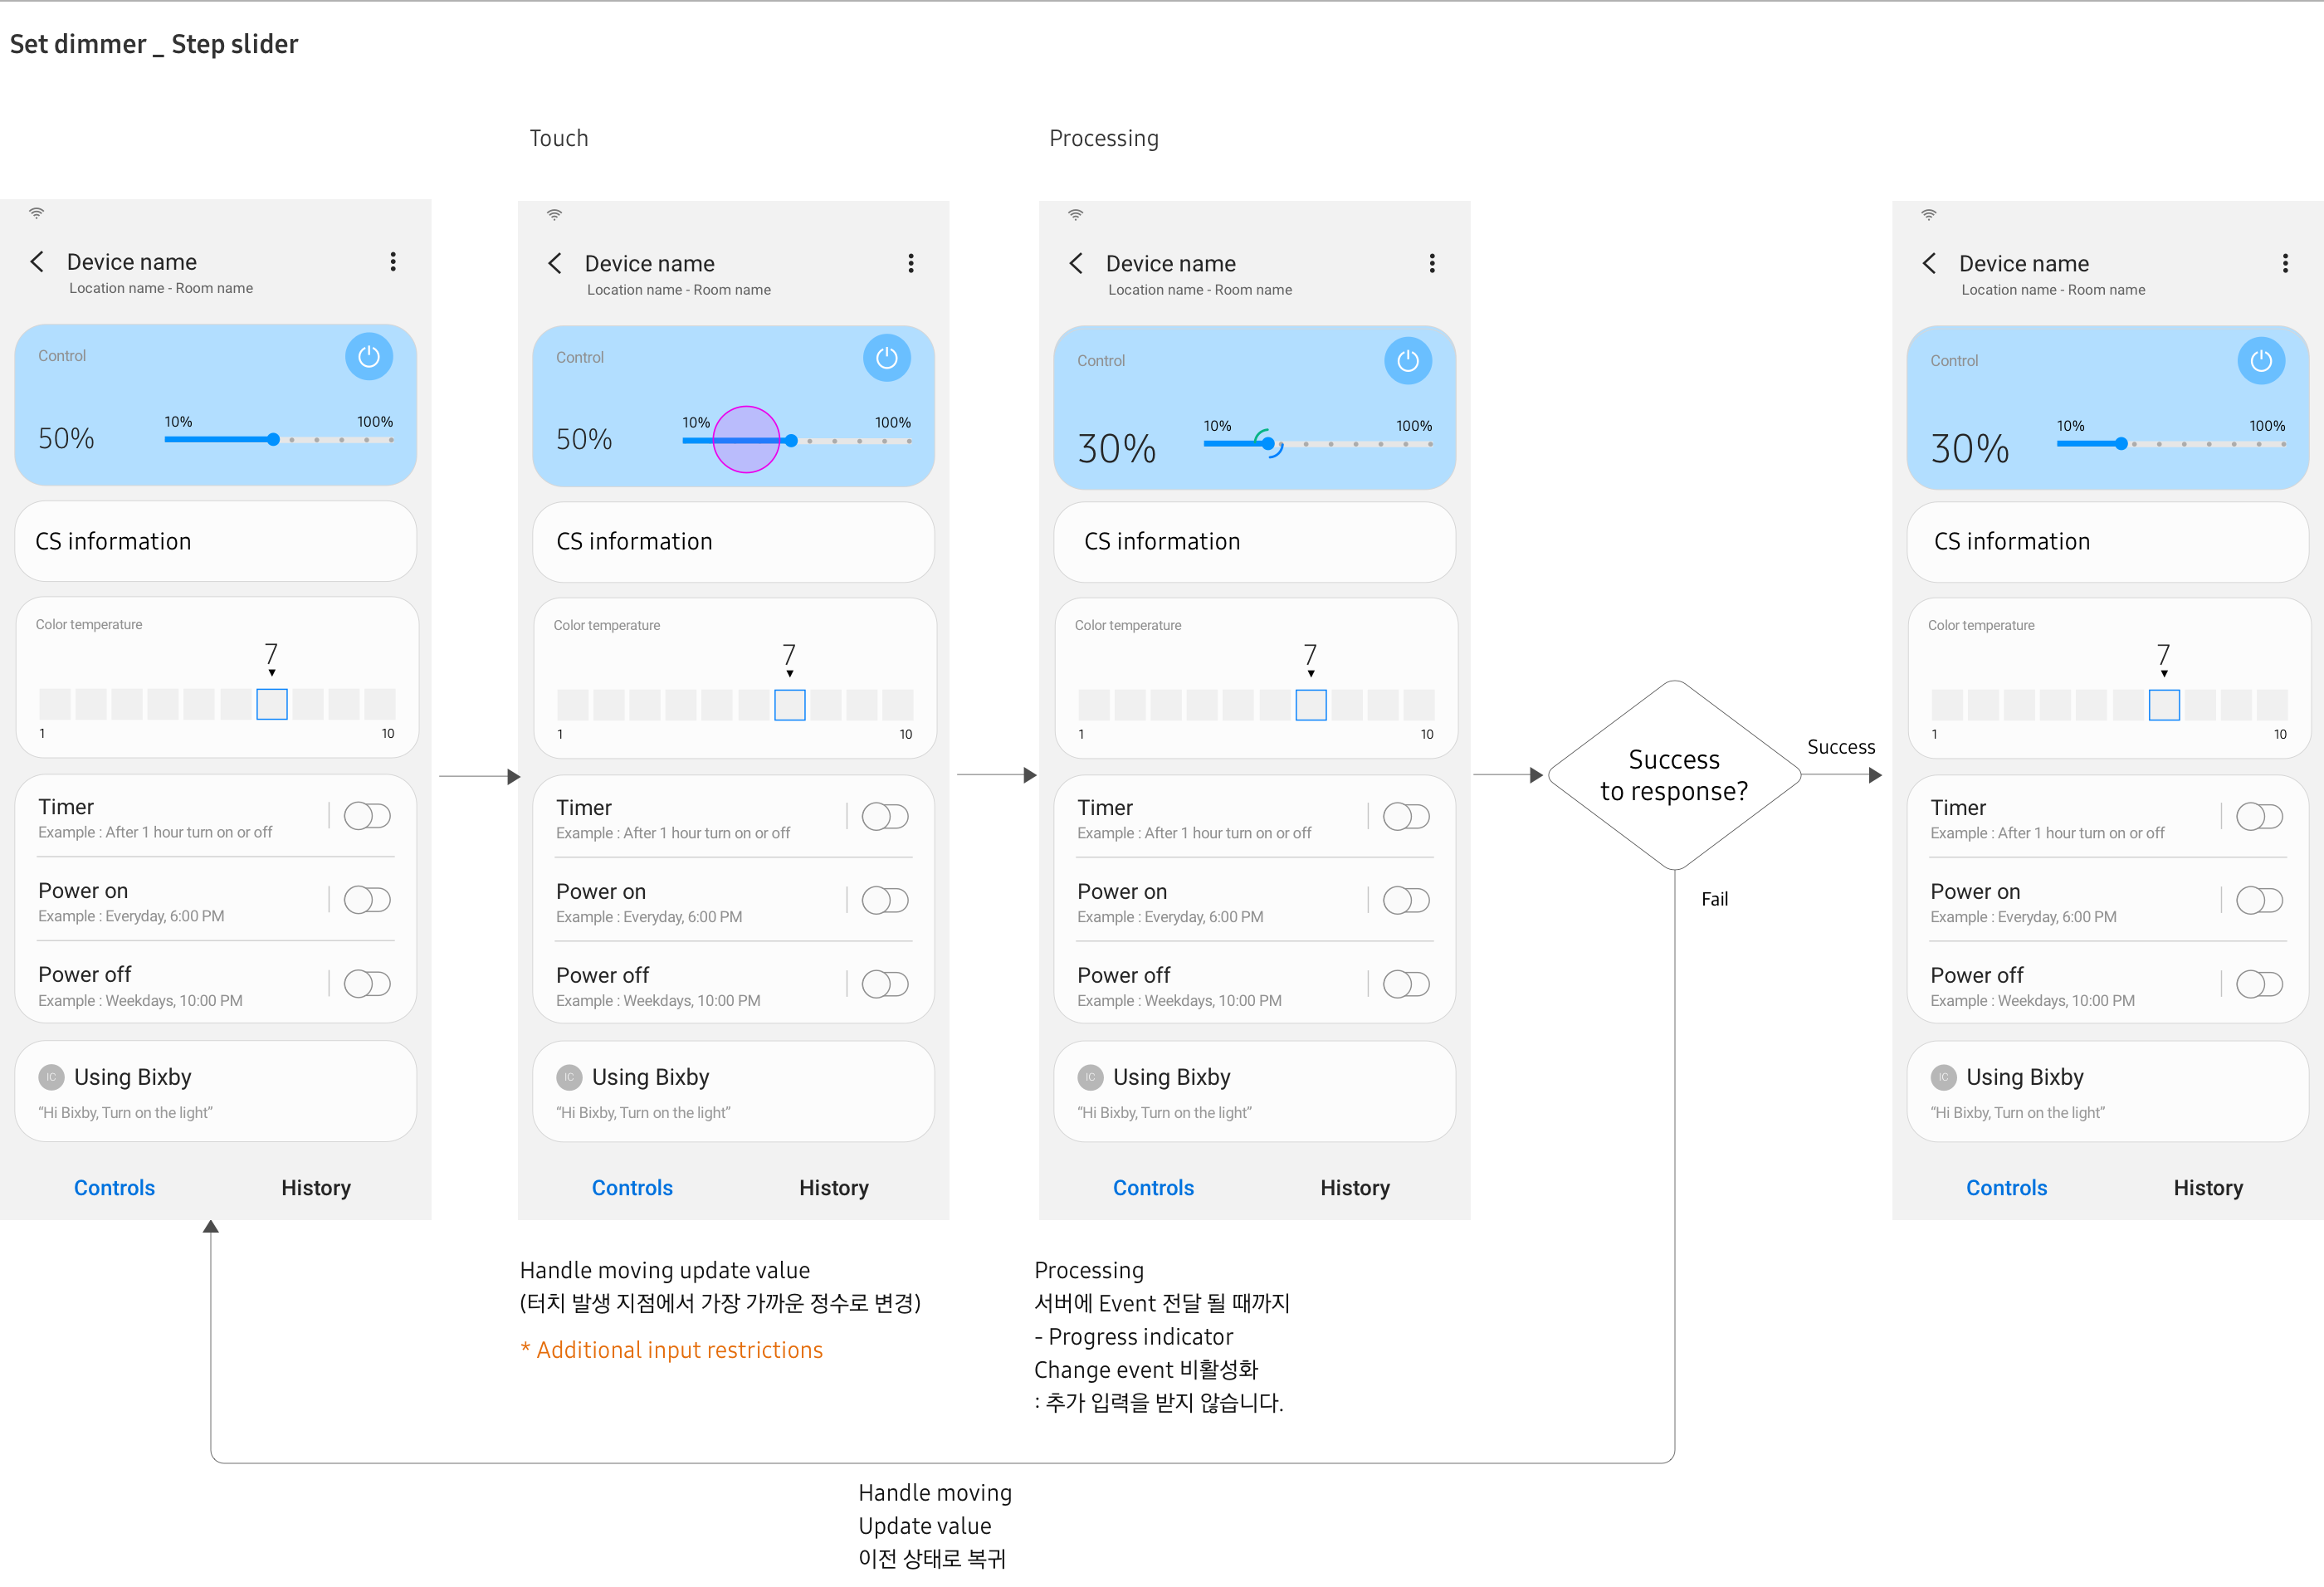 Set dimmer _ Step slider
Touch
Processing
Device name
Location name - Room name
Control
50%
10%
100%
CS information
Color temperature
7
1
10
Timer
Example : After 1 hour turn on or off
Power on
Example : Everyday, 6:00 PM
Power off
Example : Weekdays, 10:00 PM
IC
Using Bixby
“Hi Bixby, Turn on the light”
Controls
History
Device name
Location name - Room name
Control
50%
10%
100%
CS information
Color temperature
7
1
10
Timer
Example : After 1 hour turn on or off
Power on
Example : Everyday, 6:00 PM
Power off
Example : Weekdays, 10:00 PM
IC
Using Bixby
“Hi Bixby, Turn on the light”
Controls
History
Handle moving update value
(터치 발생 지점에서 가장 가까운 정수로 변경)
* Additional input restrictions
Device name
Location name - Room name
Control
30%
10%
100%
CS information
Color temperature
7
1
10
Timer
Example : After 1 hour turn on or off
Power on
Example : Everyday, 6:00 PM
Power off
Example : Weekdays, 10:00 PM
IC
Using Bixby
“Hi Bixby, Turn on the light”
Controls
History
Processing
서버에 Event 전달 될 때까지
- Progress indicator
Change event 비활성화
: 추가 입력을 받지 않습니다.
Success
to response?
Success
Fail
Device name
Location name - Room name
Control
30%
10%
100%
CS information
Color temperature
7
1
10
Timer
Example : After 1 hour turn on or off
Power on
Example : Everyday, 6:00 PM
Power off
Example : Weekdays, 10:00 PM
IC
Using Bixby
“Hi Bixby, Turn on the light”
Controls
History
Handle moving
Update value
이전 상태로 복귀